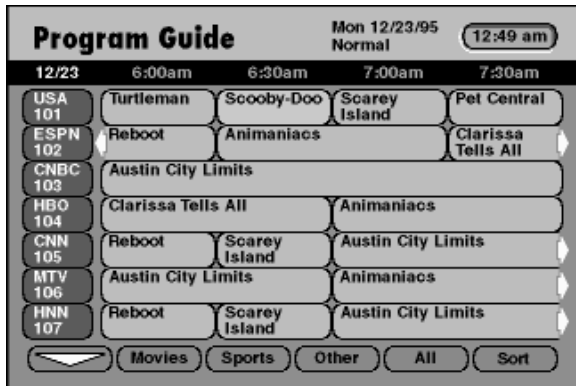 Program Guide
Mon 12/23/95
Normal
12:49 am
12/23 6:00am 6:30am 7:00am 7:30am
USA
101
Turtleman
Scooby-Doo
Scarey
Island
Pet Central
ESPN
102
Reboot
Animaniacs
Clarissa
Tells All
CNBC
103
Austin City Limits
HBO
104
Clarissa Tells All
Animaniacs
CNN
105
Reboot
Scarey
Island
Austin City Limits
MTV
106
Austin City Limits
Animaniacs
HNN
107
Reboot
Scarey
Island
Austin City Limits
Movies Sports Other All Sort